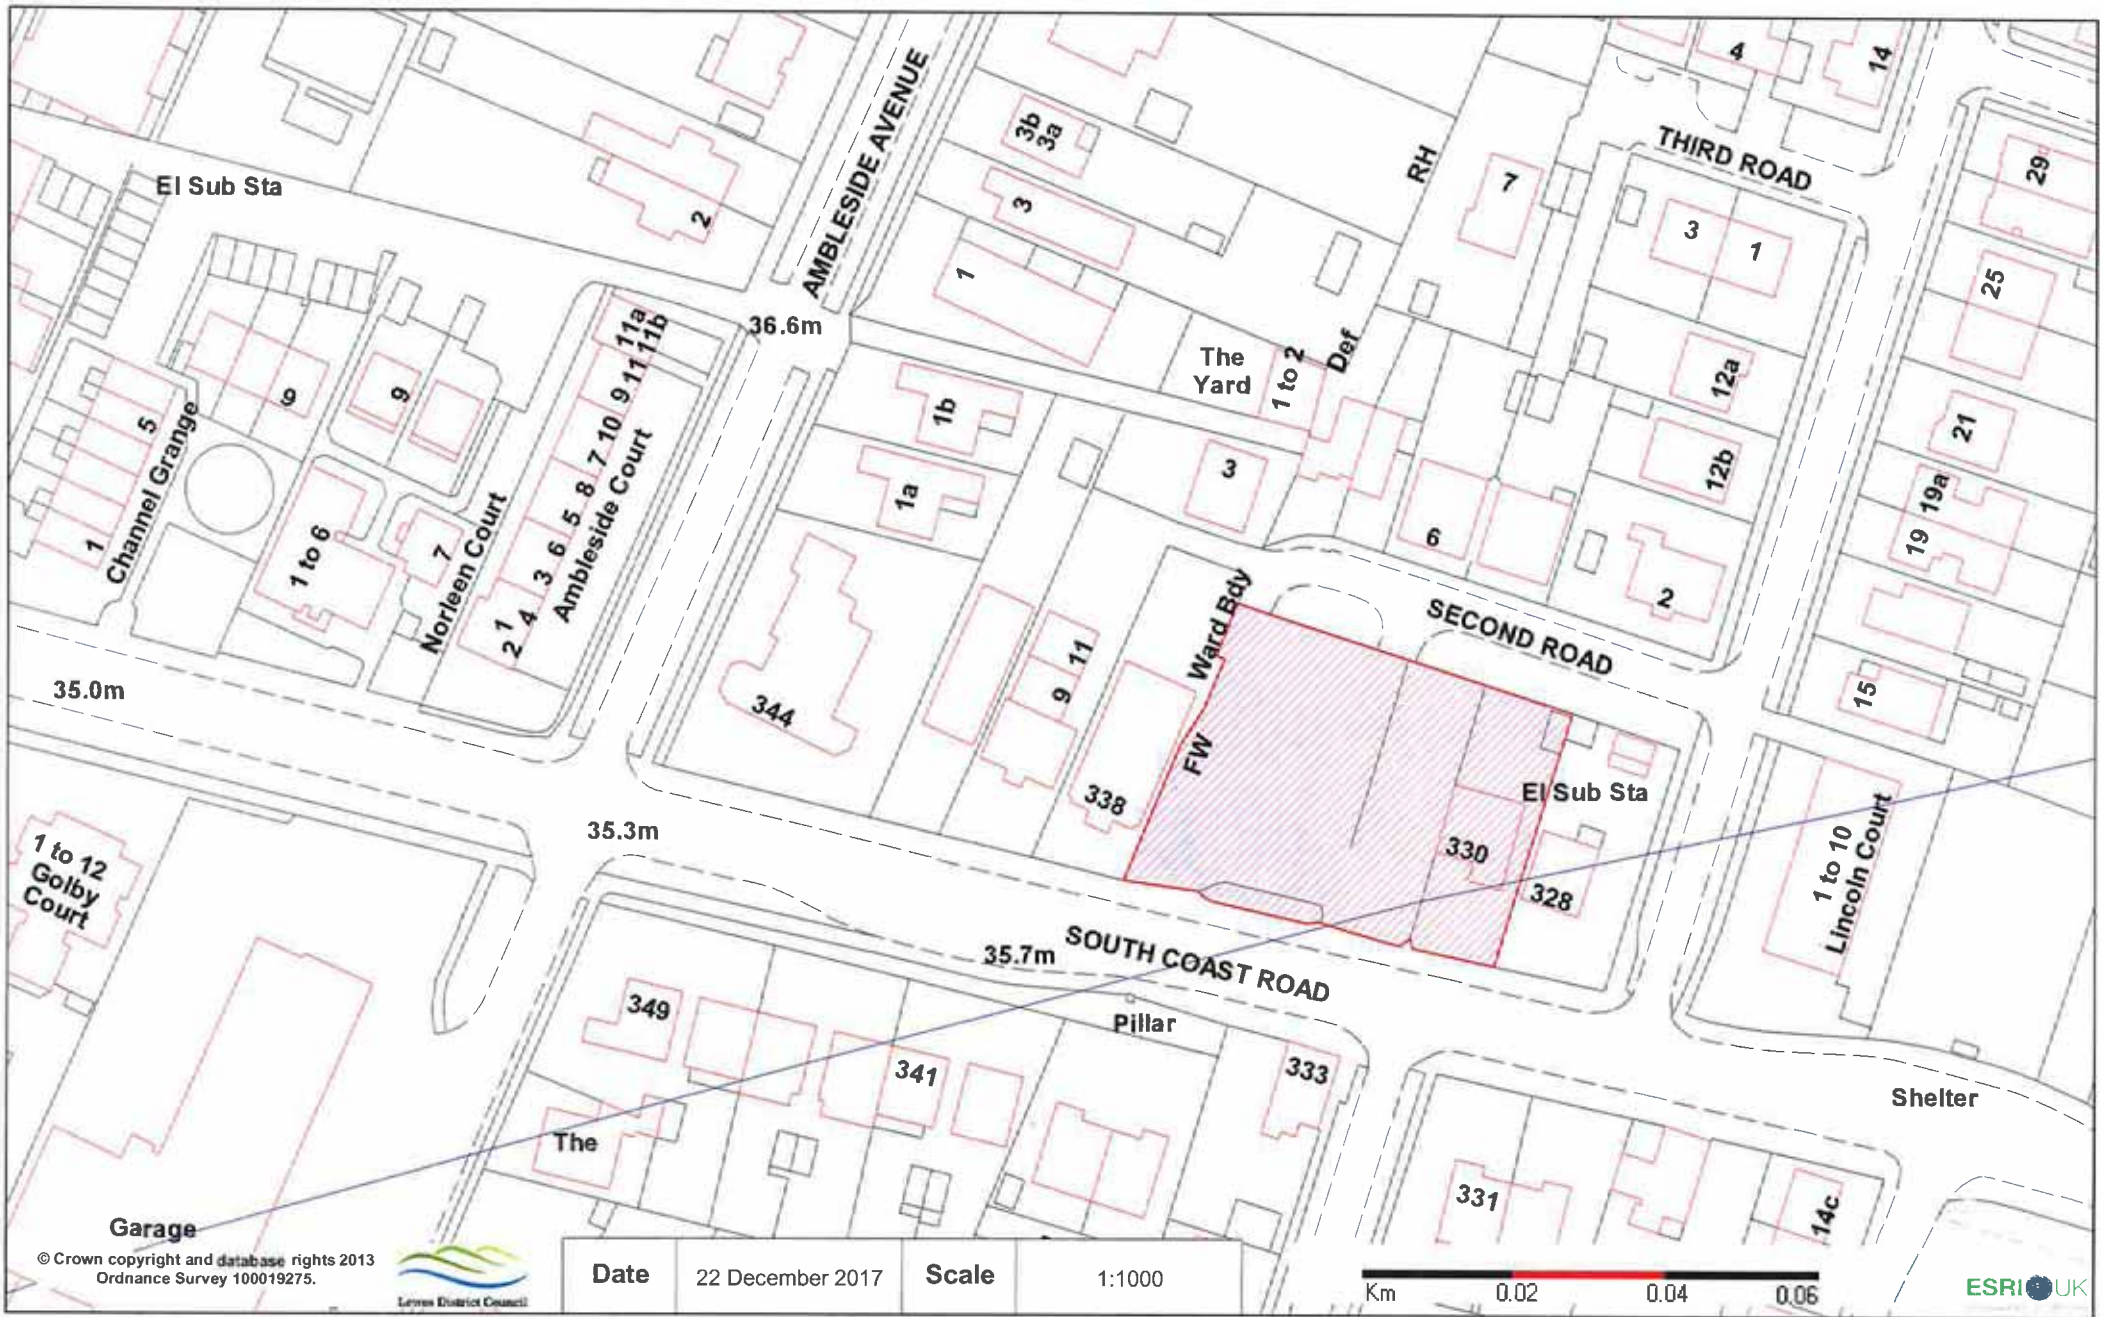 4
14
THIRD ROAD
29
AMBLESIDE AVENUE
3b
3a
RH
7
El Sub Sta
2
3
3
1
1
25
36.6m
11a
11b
11
9
10
7
8
5
6
3
4
1
2
Ambleside Court
The
Yard
1 to 2
Def
12a
9
9
5
1
Channel Grange
1b
1a
3
6
12b
21
19a
19
2
1 to 6
7
Norleen Court
SECOND ROAD
Ward Bdy
FW
35.0m
344
11
9
338
15
El Sub Sta
330
328
1 to 10
Lincoln Court
35.3m
1 to 12
Golby
Court
SOUTH COAST ROAD
35.7m
Pillar
349
341
333
Shelter
The
331
14c
Garage
© Crown copyright and database rights 2013
Ordnance Survey 100019275.
Lewes District Council
Date
22 December 2017
Scale
1:1000
Km
0.02
0.04
0.06
ESRI UK